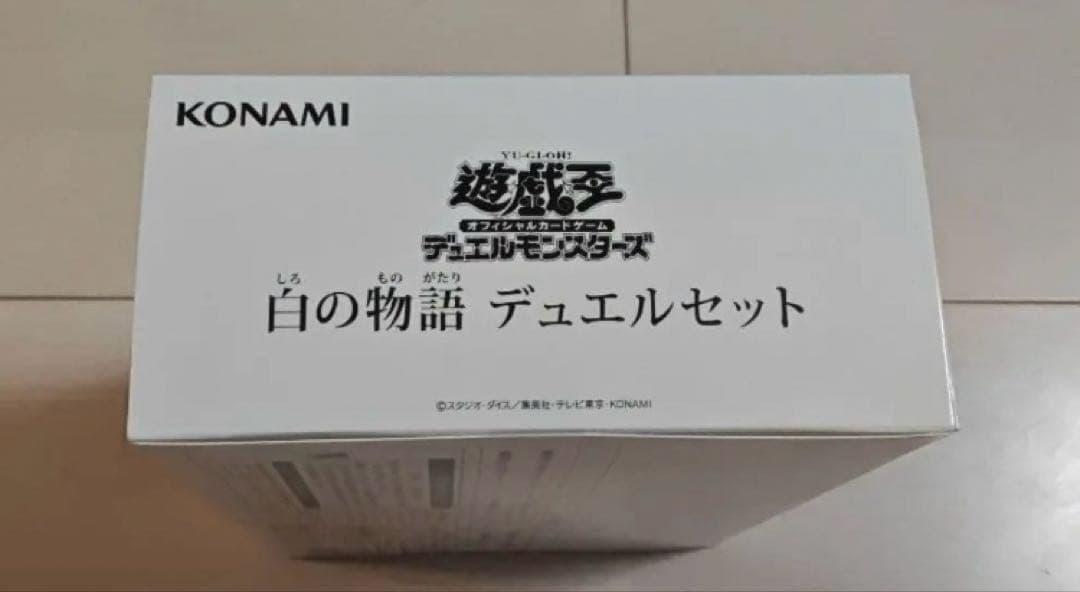 KONAMI
YU-GI-OH!
遊戯王
オフィシャルカードゲーム
デュエルモンスターズ
しろ もの がたり
白の物語 デュエルセット
©スタジオ・ダイス/集英社・テレビ東京・KONAMI